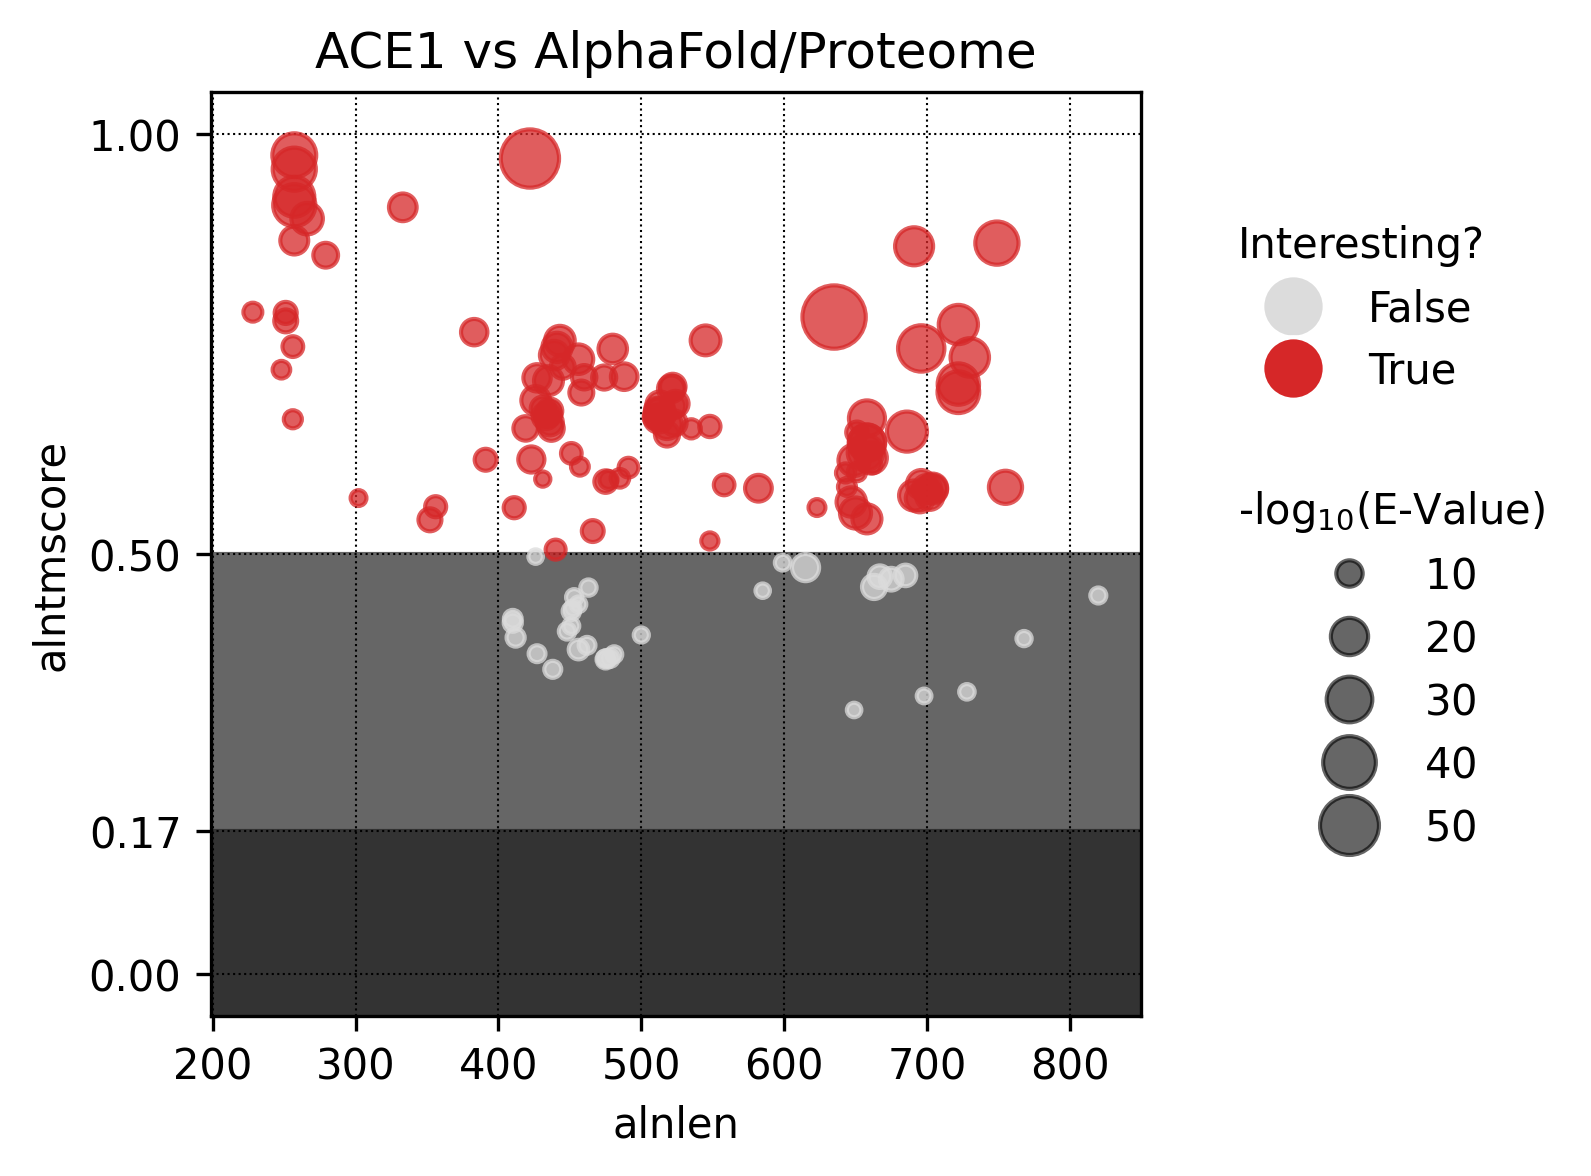 ACE1 vs AlphaFold/Proteome
1.00
0.50
0.17
0.00
alntmscore
200 300 400 500 600 700 800
alnlen
Interesting?
False
True
-log₁₀(E-Value)
10
20
30
40
50